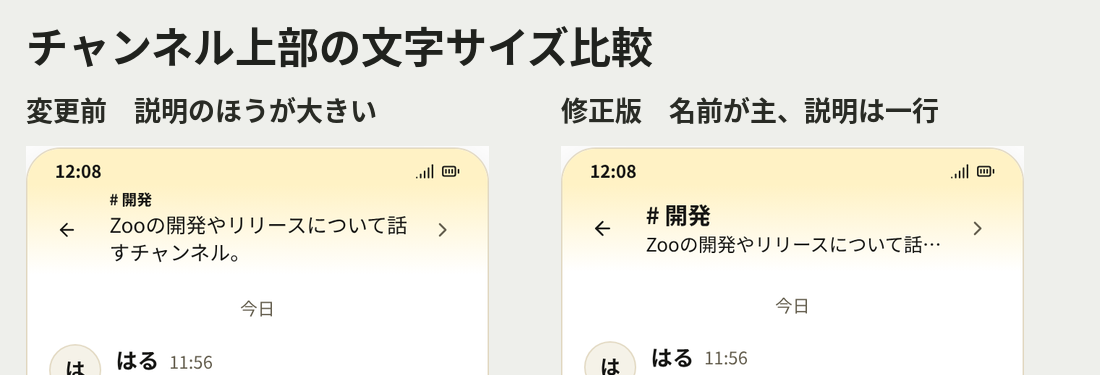 チャンネル上部の文字サイズ比較
変更前　説明のほうが大きい
12:08
# 開発
Zooの開発やリリースについて話
すチャンネル。
今日
は
はる 11:56
修正版　名前が主、説明は一行
12:08
# 開発
Zooの開発やリリースについて話…
今日
は
はる 11:56